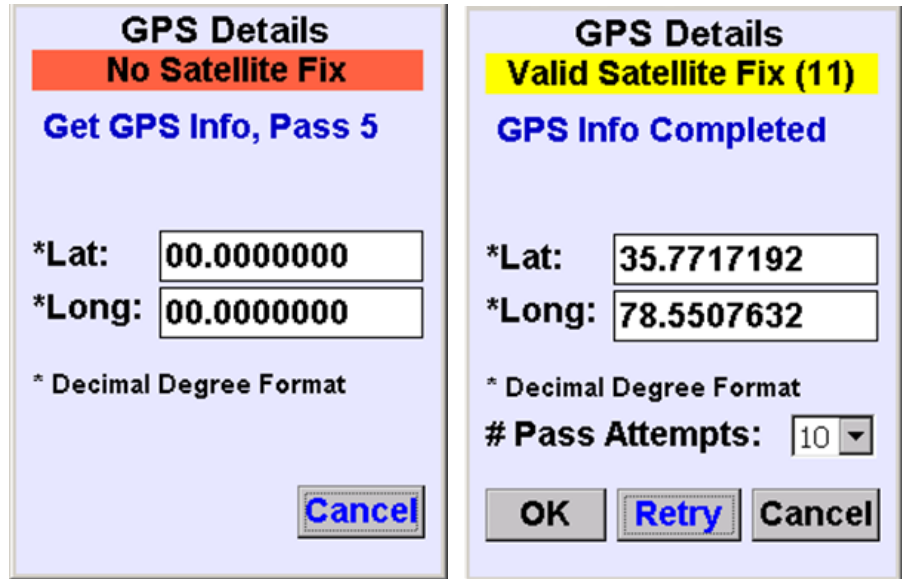 GPS Details
No Satellite Fix
Get GPS Info, Pass 5
*Lat: 00.0000000
*Long: 00.0000000
* Decimal Degree Format
Cancel
GPS Details
Valid Satellite Fix (11)
GPS Info Completed
*Lat: 35.7717192
*Long: 78.5507632
* Decimal Degree Format
# Pass Attempts: 10
OK Retry Cancel